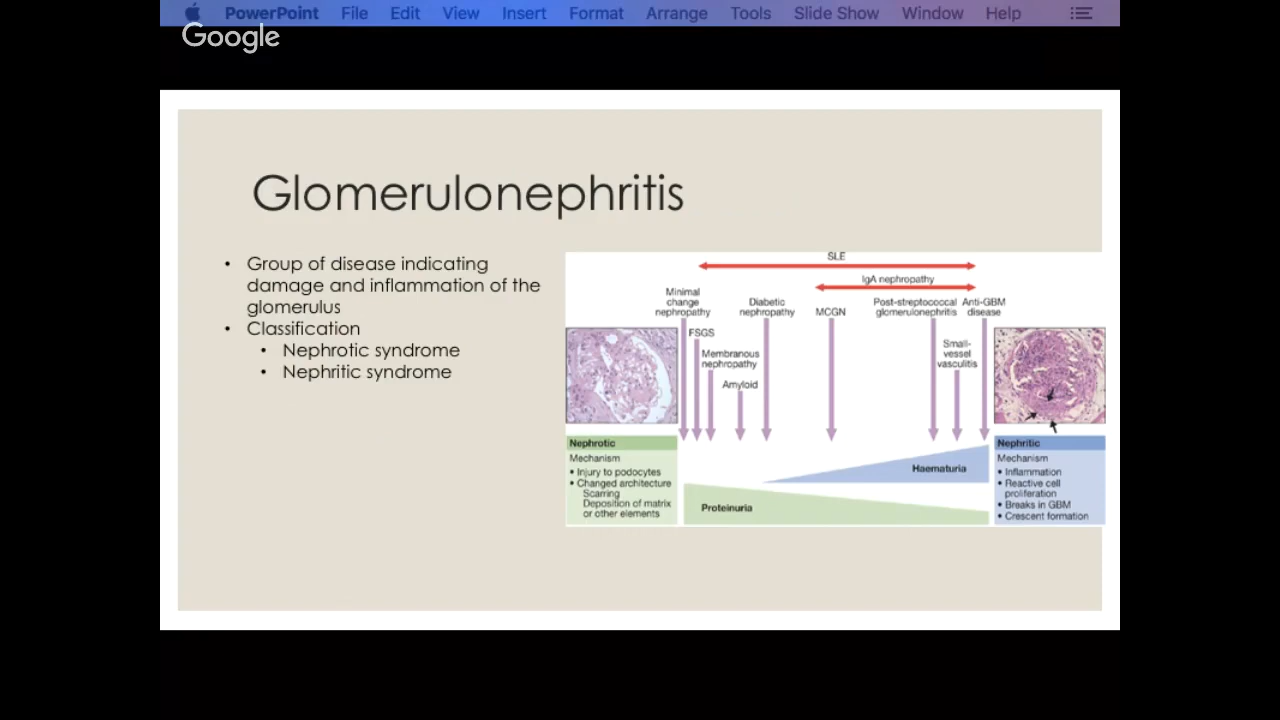 PowerPoint File Edit View Insert Format Arrange Tools Slide Show Window Help
Google
Glomerulonephritis
• Group of disease indicating
damage and inflammation of the
glomerulus
• Classification
• Nephrotic syndrome
• Nephritic syndrome
SLE
IgA nephropathy
Minimal
change
nephropathy
Diabetic
nephropathy
MCGN
Post-streptococcal
glomerulonephritis
Anti-GBM
disease
FSGS
Membranous
nephropathy
Amyloid
Small-
vessel
vasculitis
Nephrotic
Mechanism
• Injury to podocytes
• Changed architecture
Scarring
Deposition of matrix
or other elements
Haematuria
Proteinuria
Nephritic
Mechanism
• Inflammation
• Reactive cell
proliferation
• Breaks in GBM
• Crescent formation